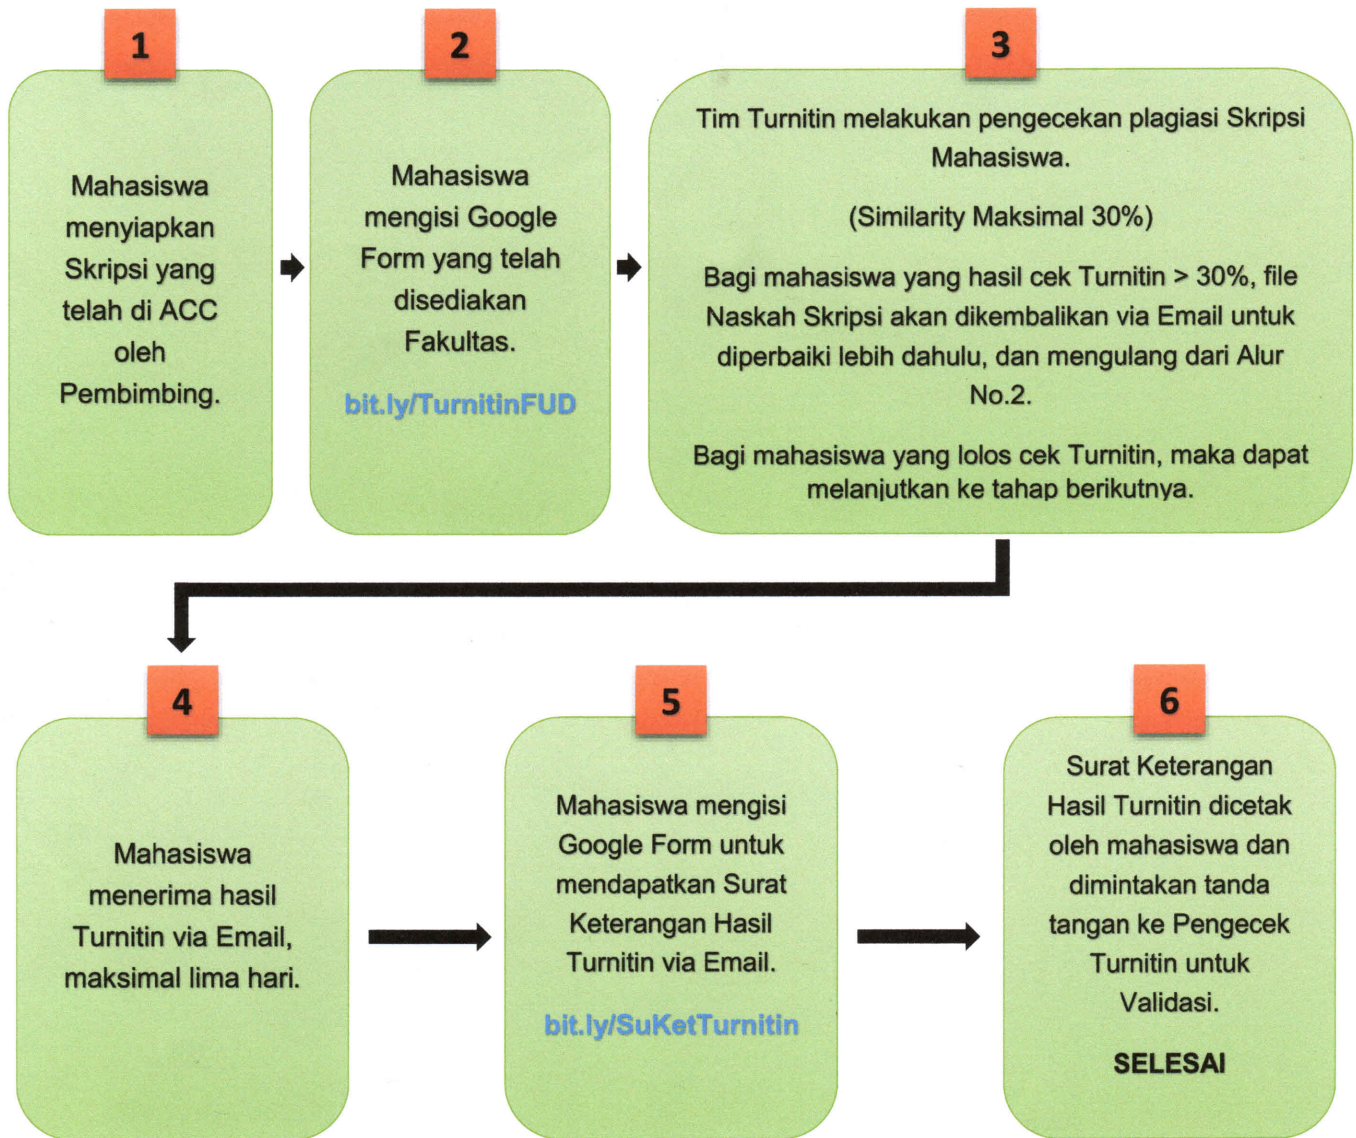 1
Mahasiswa
menyiapkan
Skripsi yang
telah di ACC
oleh
Pembimbing.
2
Mahasiswa
mengisi Google
Form yang telah
disediakan
Fakultas.
bit.ly/TurnitinFUD
3
Tim Turnitin melakukan pengecekan plagiasi Skripsi
Mahasiswa.
(Similarity Maksimal 30%)
Bagi mahasiswa yang hasil cek Turnitin > 30%, file
Naskah Skripsi akan dikembalikan via Email untuk
diperbaiki lebih dahulu, dan mengulang dari Alur
No.2.
Bagi mahasiswa yang lolos cek Turnitin, maka dapat
melanjutkan ke tahap berikutnya.
4
Mahasiswa
menerima hasil
Turnitin via Email,
maksimal lima hari.
5
Mahasiswa mengisi
Google Form untuk
mendapatkan Surat
Keterangan Hasil
Turnitin via Email.
bit.ly/SuKetTurnitin
6
Surat Keterangan
Hasil Turnitin dicetak
oleh mahasiswa dan
dimintakan tanda
tangan ke Pengecek
Turnitin untuk
Validasi.
SELESAI